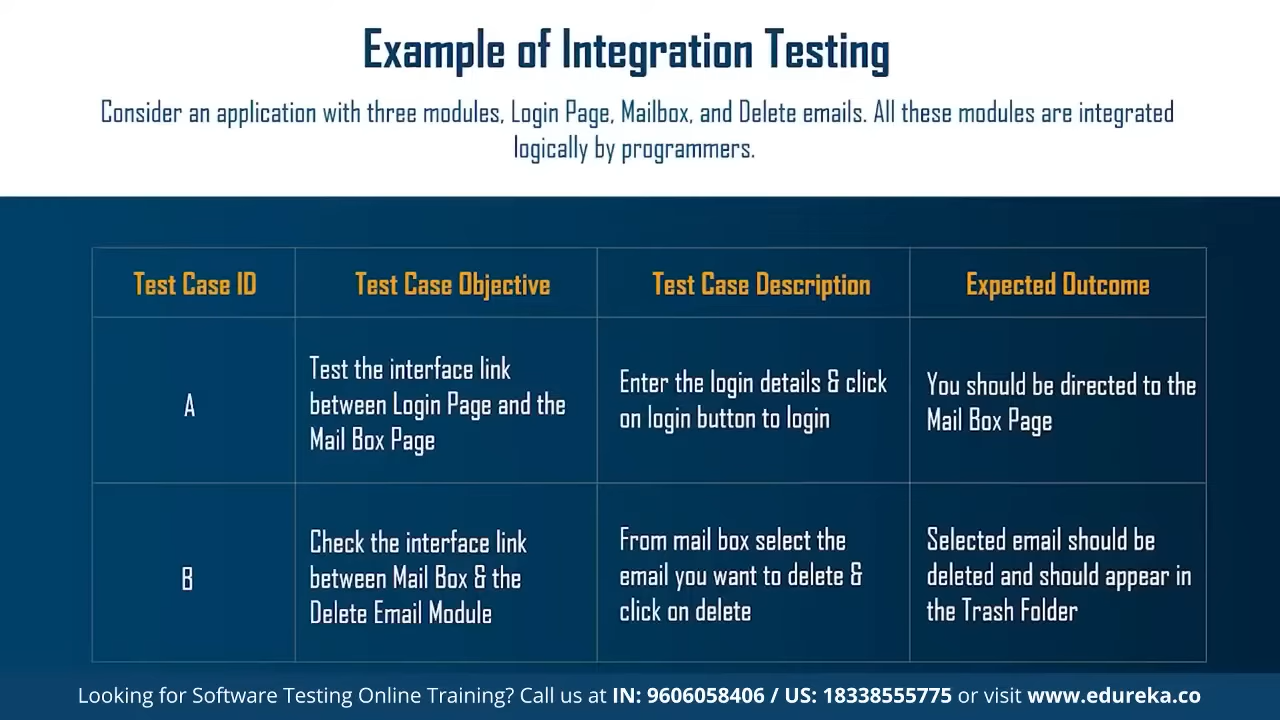 Example of Integration Testing
Consider an application with three modules, Login Page, Mailbox, and Delete emails. All these modules are integrated
logically by programmers.
Test Case ID
Test Case Objective
Test Case Description
Expected Outcome
A
Test the interface link
between Login Page and the
Mail Box Page
Enter the login details & click
on login button to login
You should be directed to the
Mail Box Page
B
Check the interface link
between Mail Box & the
Delete Email Module
From mail box select the
email you want to delete &
click on delete
Selected email should be
deleted and should appear in
the Trash Folder
Looking for Software Testing Online Training? Call us at IN: 9606058406 / US: 18338555775 or visit www.edureka.co